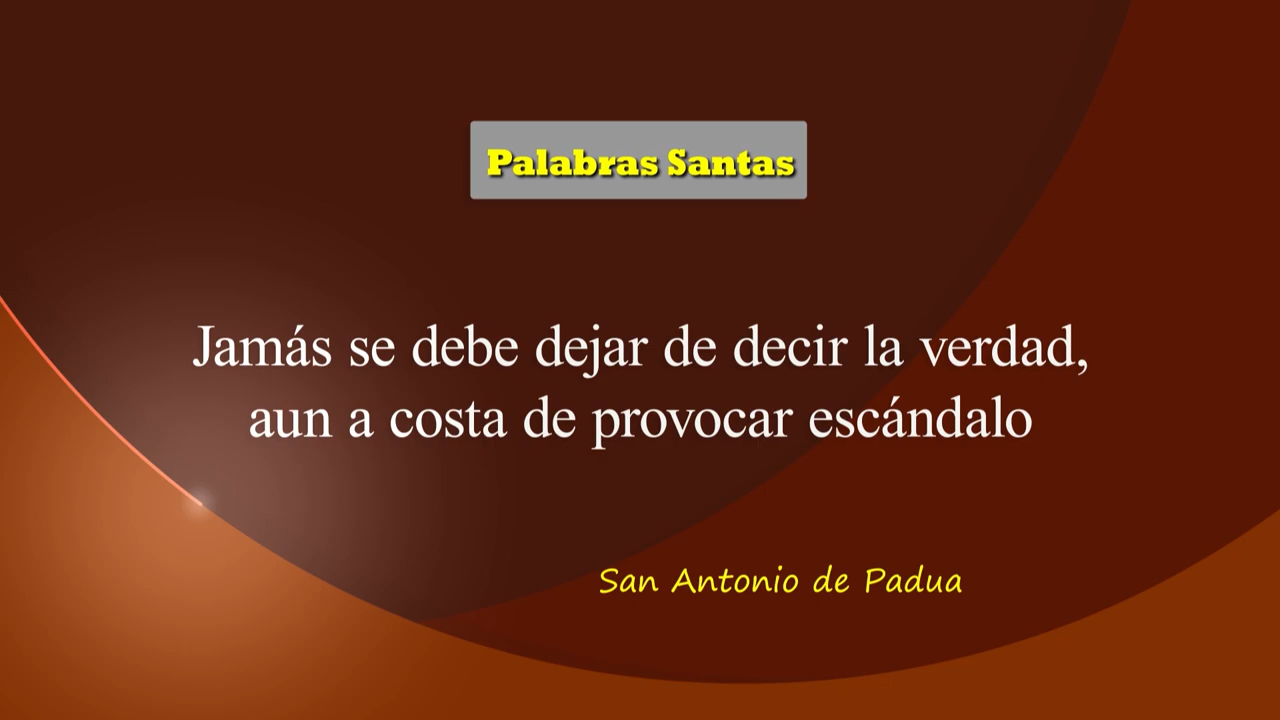 Palabras Santas
Jamás se debe dejar de decir la verdad,
aun a costa de provocar escándalo
San Antonio de Padua